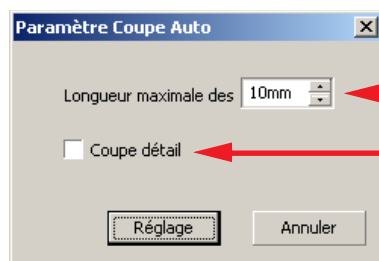 Paramètre Coupe Auto
Longueur maximale des 10mm
Coupe détail
Réglage Annuler